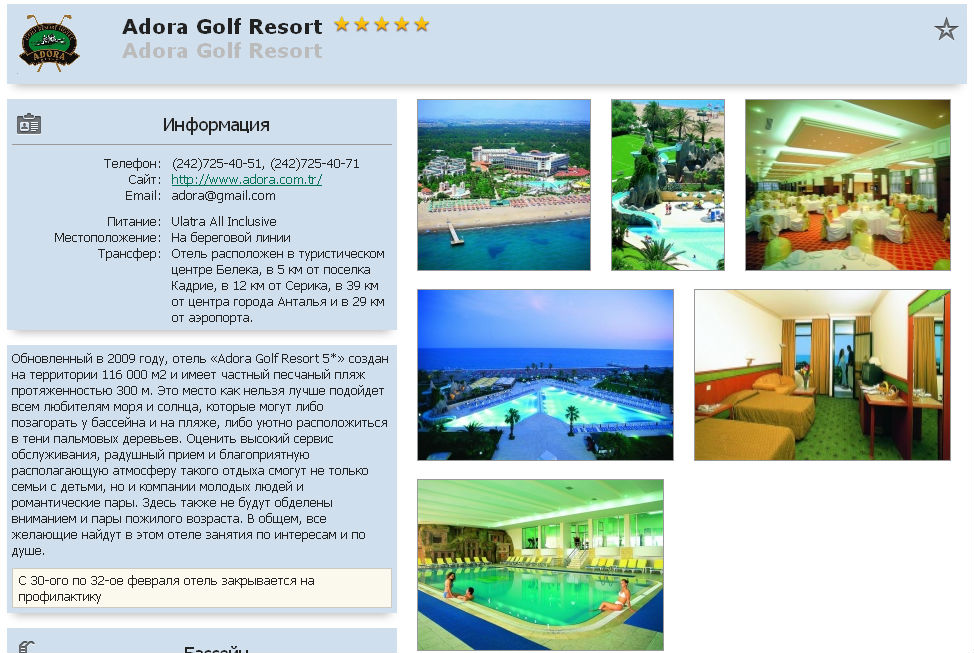 ADORA
Adora Golf Resort
Adora Golf Resort
Информация
Телефон: (242)725-40-51, (242)725-40-71
Сайт: http://www.adora.com.tr/
Email: adora@gmail.com
Питание: Ulatra All Inclusive
Местоположение: На береговой линии
Трансфер: Отель расположен в туристическом
центре Белека, в 5 км от поселка
Кадрие, в 12 км от Серика, в 39 км
от центра города Анталья и в 29 км
от аэропорта.
Обновленный в 2009 году, отель «Adora Golf Resort 5*» создан
на территории 116 000 м2 и имеет частный песчаный пляж
протяженностью 300 м. Это место как нельзя лучше подойдет
всем любителям моря и солнца, которые могут либо
позагорать у бассейна и на пляже, либо уютно расположиться
в тени пальмовых деревьев. Оценить высокий сервис
обслуживания, радушный прием и благоприятную
располагающую атмосферу такого отдыха смогут не только
семьи с детьми, но и компании молодых людей и
романтические пары. Здесь также не будут обделены
вниманием и пары пожилого возраста. В общем, все
желающие найдут в этом отеле занятия по интересам и по
душе.
С 30-ого по 32-ое февраля отель закрывается на
профилактику
Бассейны